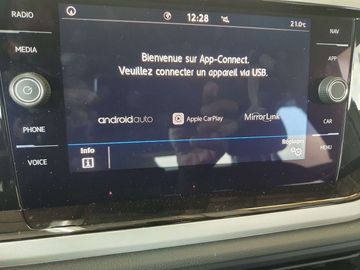 RADIO
MEDIA
PHONE
VOICE
12:28
21.0°C
Bienvenue sur App-Connect.
Veuillez connecter un appareil via USB.
androidauto
Apple CarPlay
MirrorLink
Info
Réglages
NAV
APP
CAR
MENU